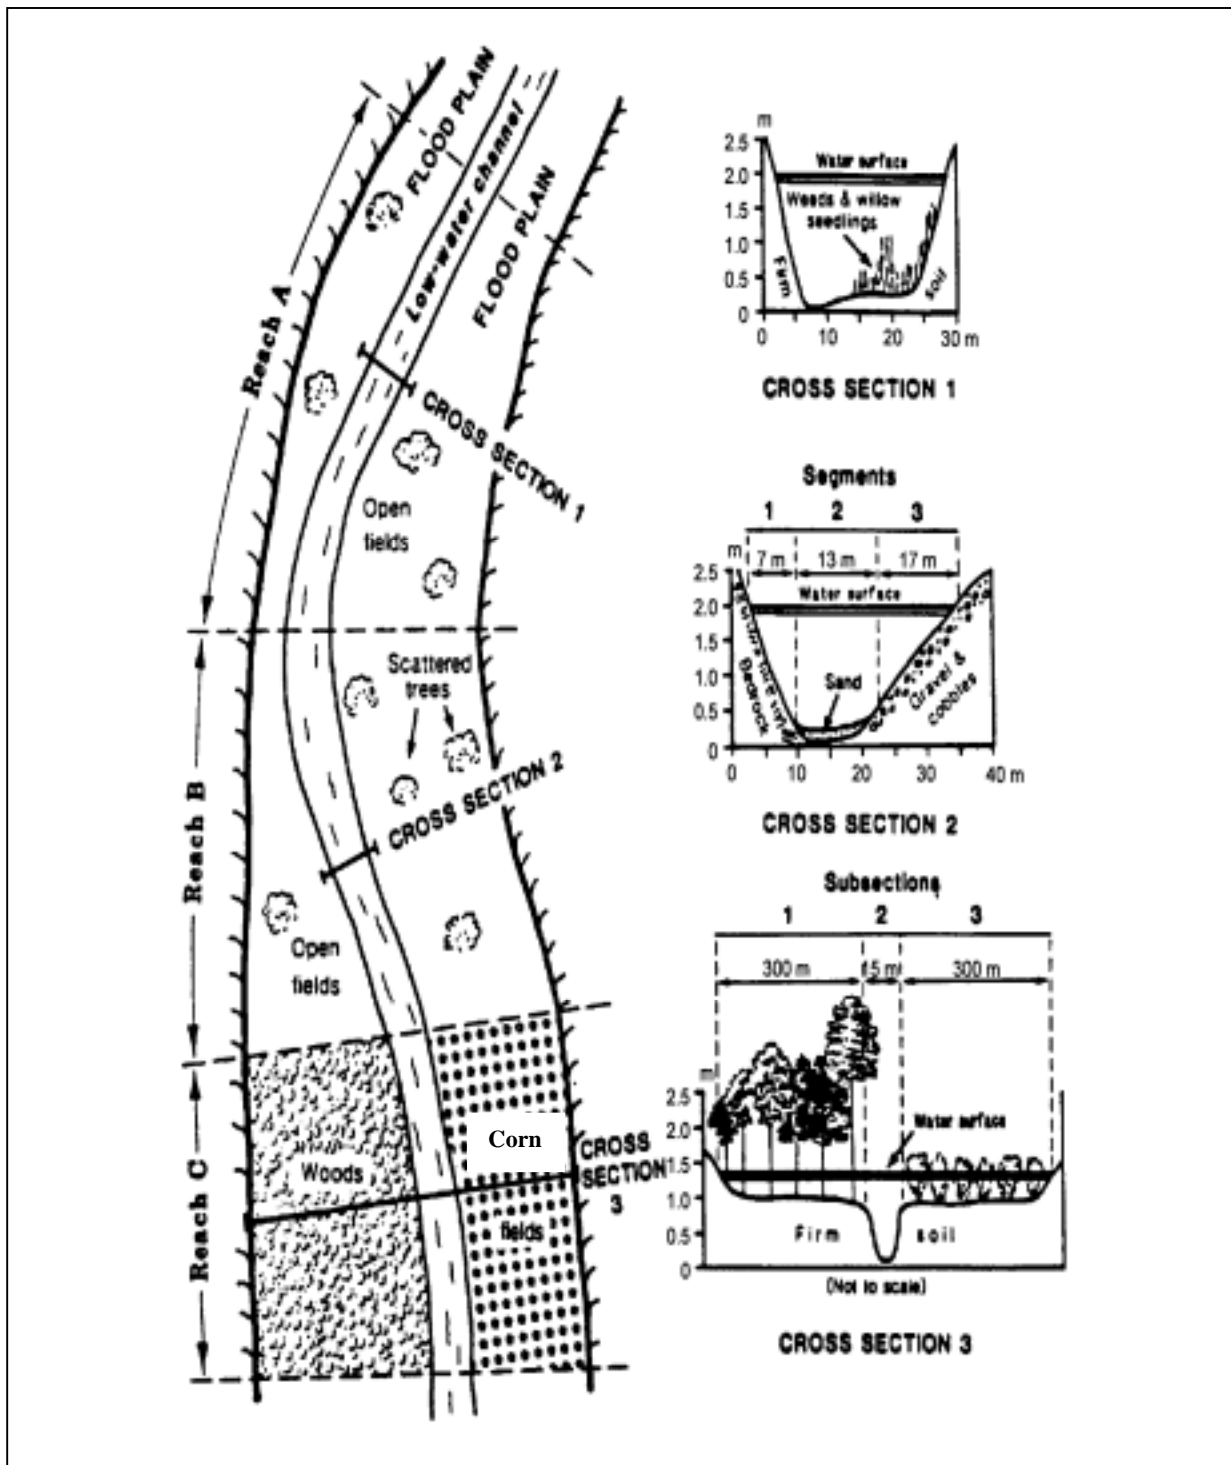 FLOOD PLAIN
Low-water channel
FLOOD PLAIN
Reach A
CROSS SECTION 1
Open
fields
Scattered
trees
CROSS SECTION 2
Reach B
Open
fields
Reach C
Woods
Corn
fields
CROSS
SECTION
3
m
2.5
2.0
1.5
1.0
0.5
0
Water surface
Weeds & willow
seedlings
Firm
soil
0 10 20 30 m
CROSS SECTION 1
Segments
1 2 3
m
7 m 13 m 17 m
2.5
2.0
1.5
1.0
0.5
0
Water surface
Bedrock
Sand
Gravel &
cobbles
0 10 20 30 40 m
CROSS SECTION 2
Subsections
1 2 3
300 m 15 m 300 m
m
2.5
2.0
1.5
1.0
0.5
0
Water surface
Firm soil
(Not to scale)
CROSS SECTION 3